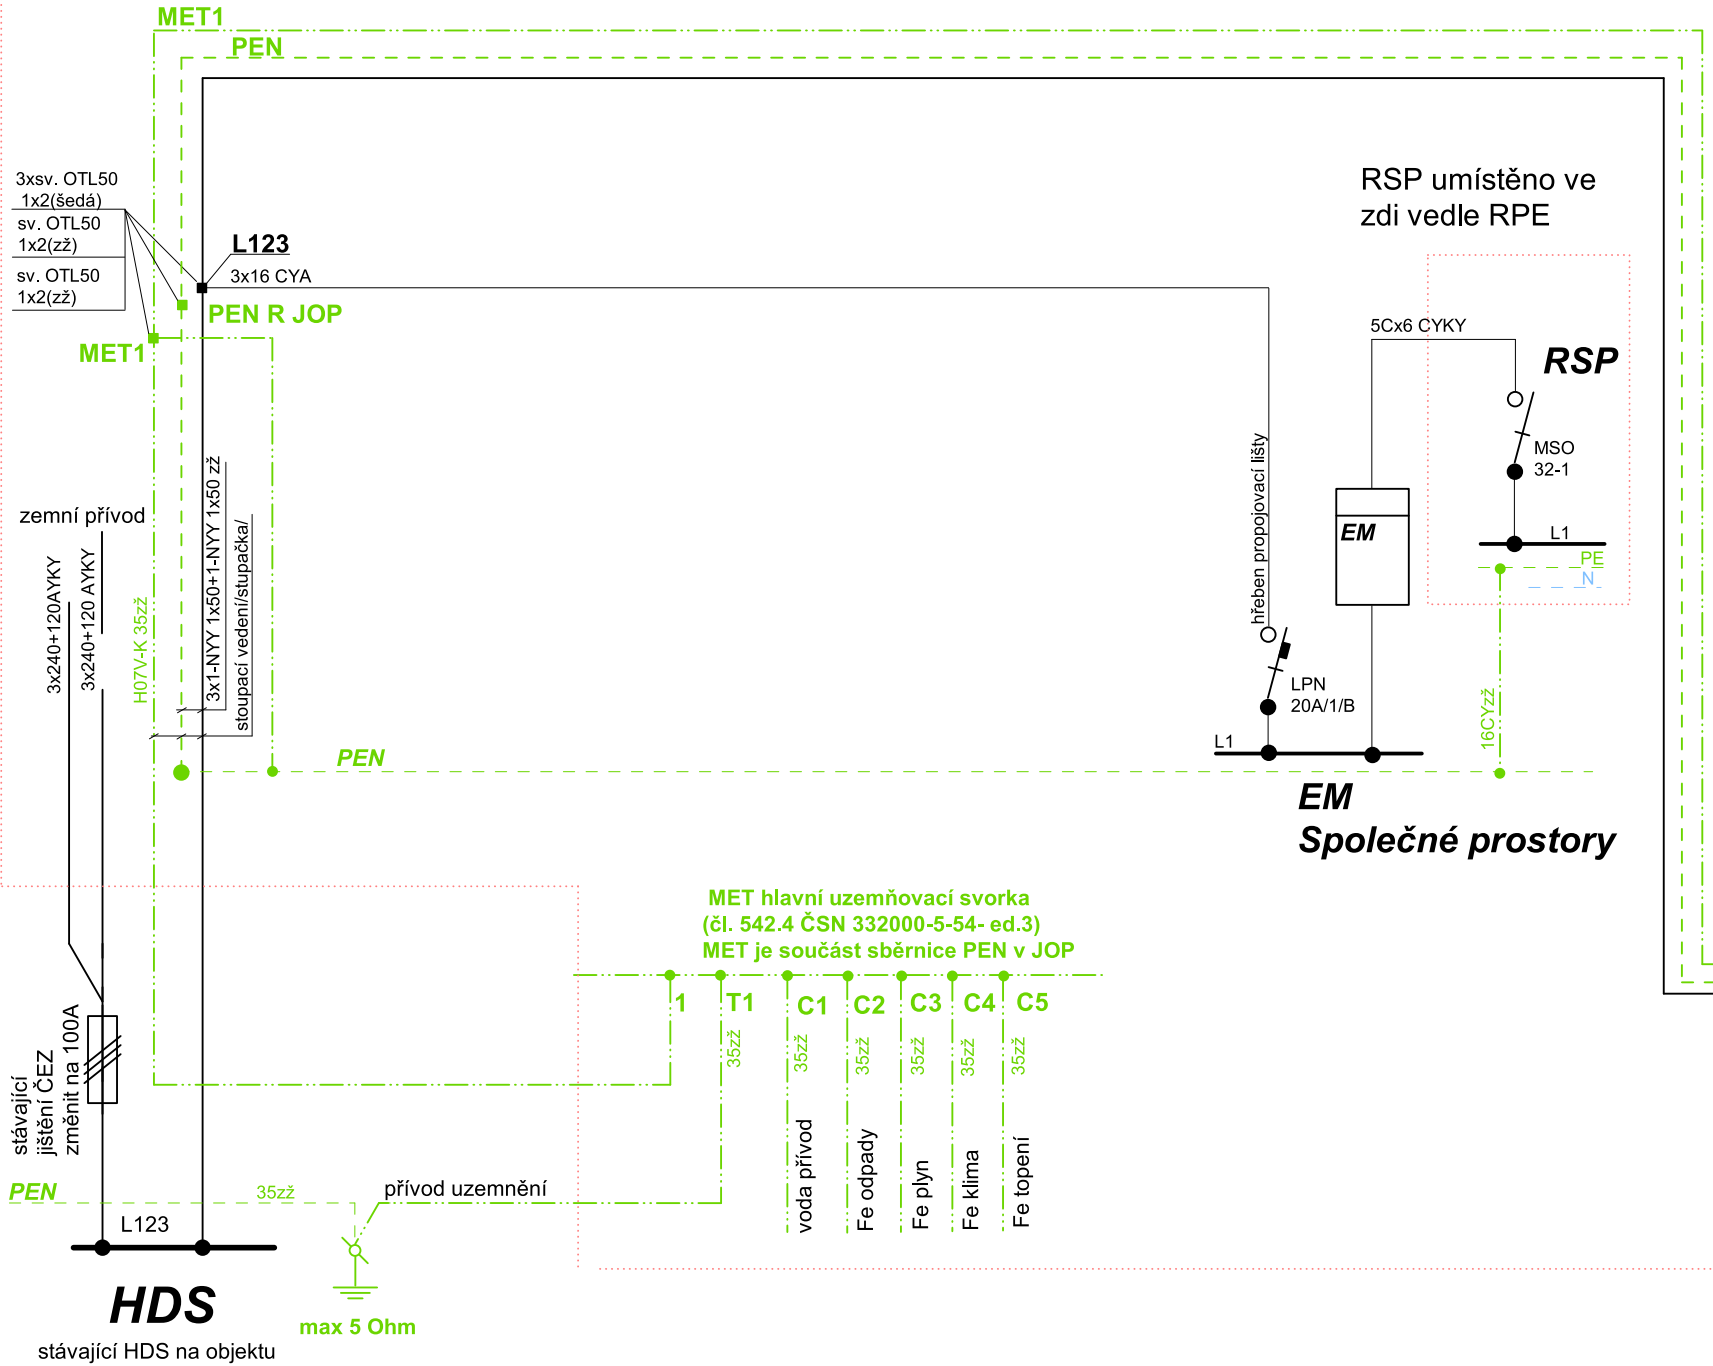 MET1
PEN
3xsv. OTL50
1x2(šedá)
sv. OTL50
1x2(zž)
sv. OTL50
1x2(zž)
L123
3x16 CYA
PEN R JOP
MET1
RSP umístěno ve
zdi vedle RPE
5Cx6 CYKY
RSP
MSO
32-1
L1
PE
N
EM
hřeben propojovací lišty
LPN
20A/1/B
L1
16CYzž
EM
Společné prostory
zemní přívod
3x240+120AYKY
3x240+120 AYKY
H07V-K 35zž
3x1-NYY 1x50+1-NYY 1x50 zž
stoupací vedení/stupačka/
PEN
MET hlavní uzemňovací svorka
(čl. 542.4 ČSN 332000-5-54- ed.3)
MET je součást sběrnice PEN v JOP
1
T1
C1
C2
C3
C4
C5
35zž
35zž
35zž
35zž
35zž
35zž
voda přívod
Fe odpady
Fe plyn
Fe klima
Fe topení
stávající
jištění ČEZ
změnit na 100A
PEN
35zž
přívod uzemnění
L123
HDS
stávající HDS na objektu
max 5 Ohm